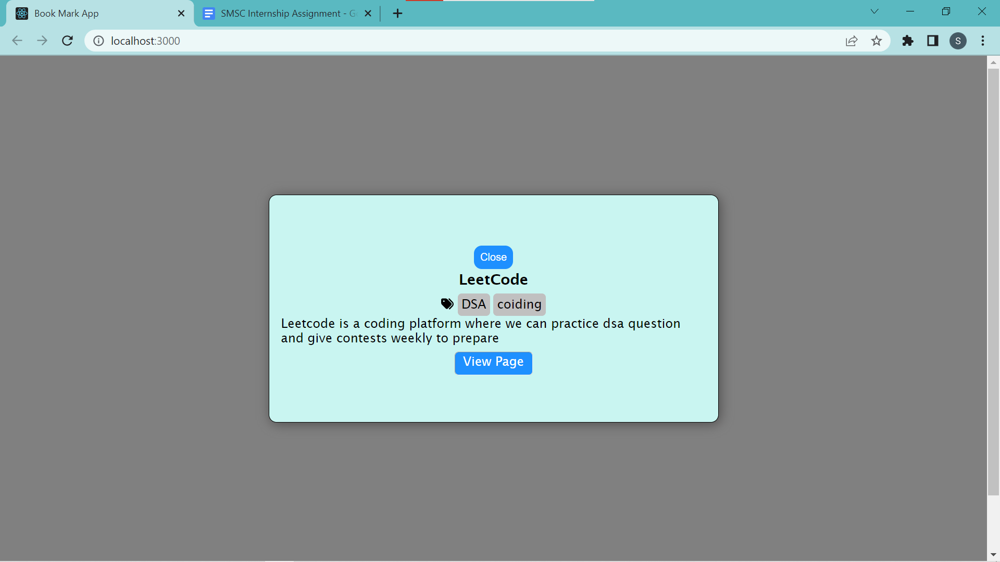 Book Mark App
SMSC Internship Assignment - G
localhost:3000
S
Close
LeetCode
DSA coiding
Leetcode is a coding platform where we can practice dsa question
and give contests weekly to prepare
View Page